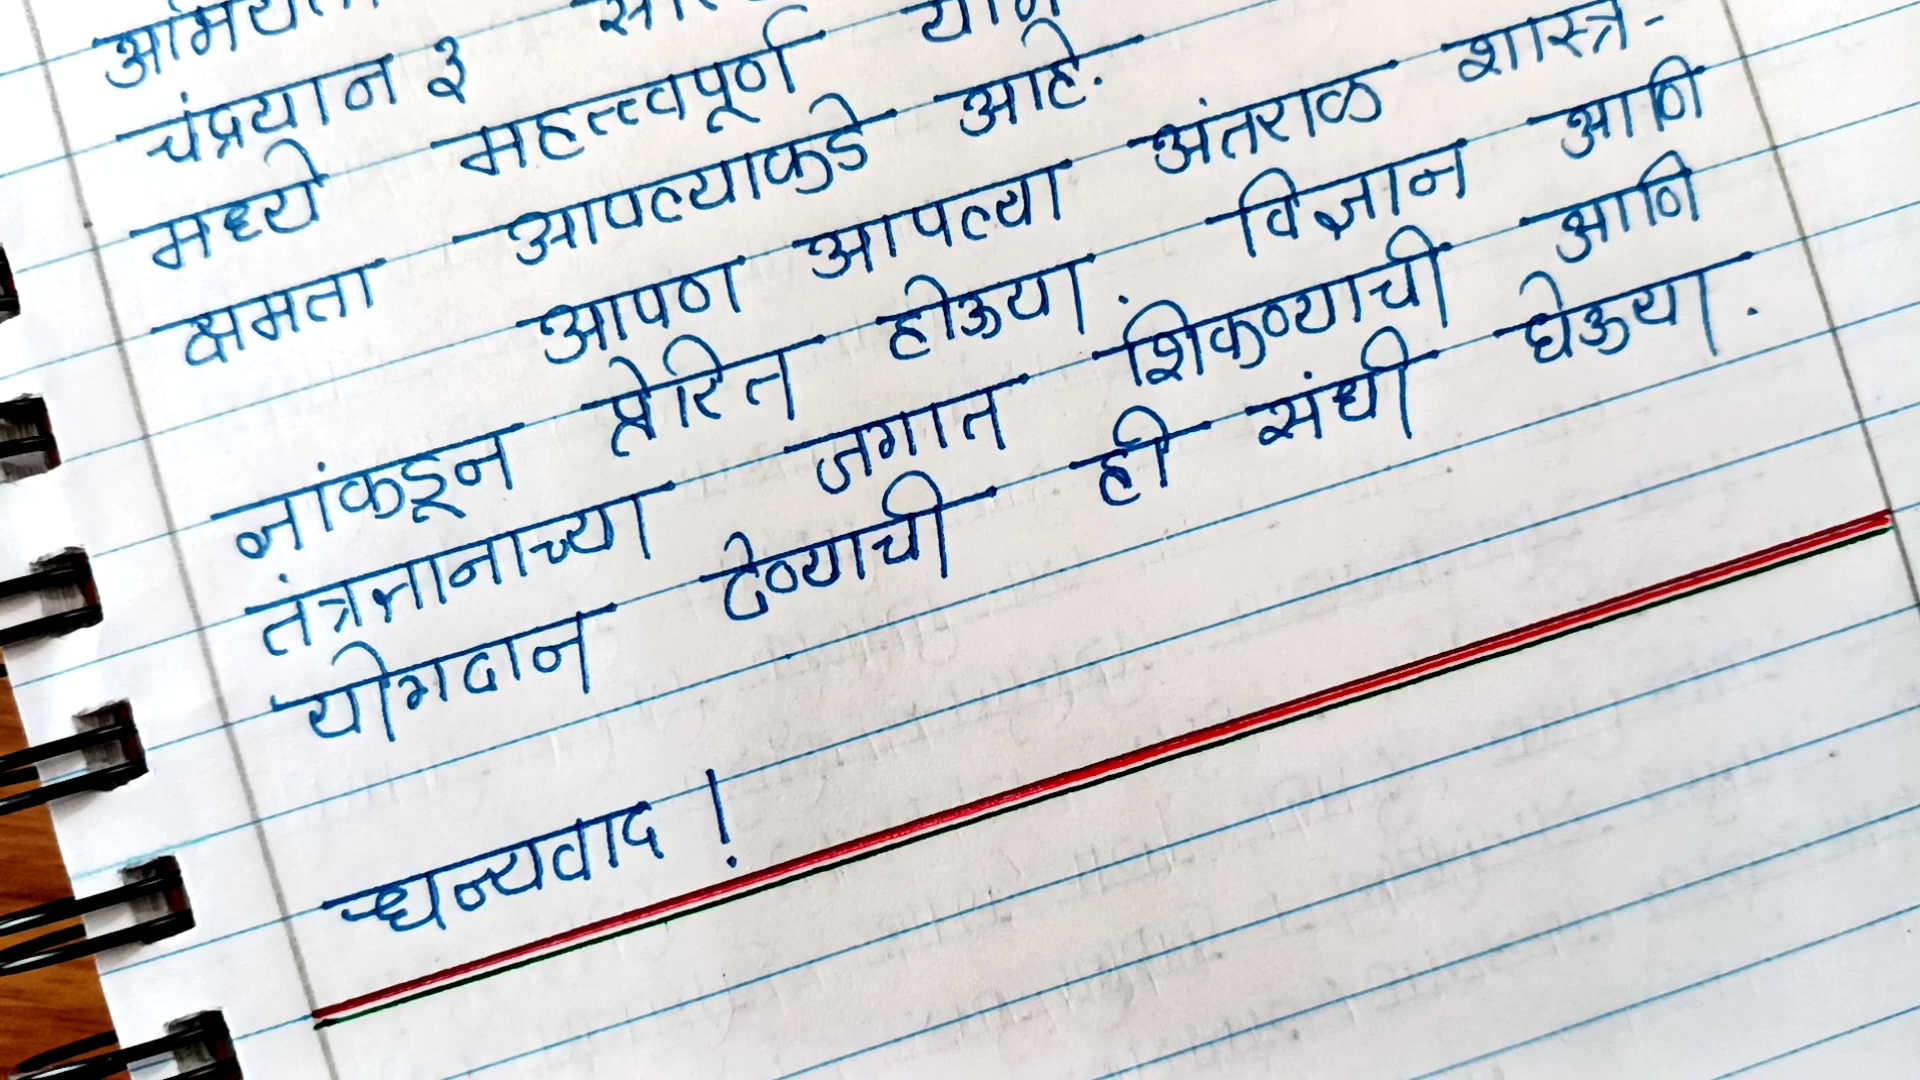 चंद्रयान ३
मध्ये महत्त्वपूर्ण
क्षमता आपल्याकडे आहे.
आपण आपल्या अंतराळ शास्त्र-
ज्ञांकडून प्रेरित होऊया. विज्ञान आणि
तंत्रज्ञानाच्या जगात शिकण्याची आणि
योगदान देण्याची ही संधी घेऊया.
धन्यवाद !